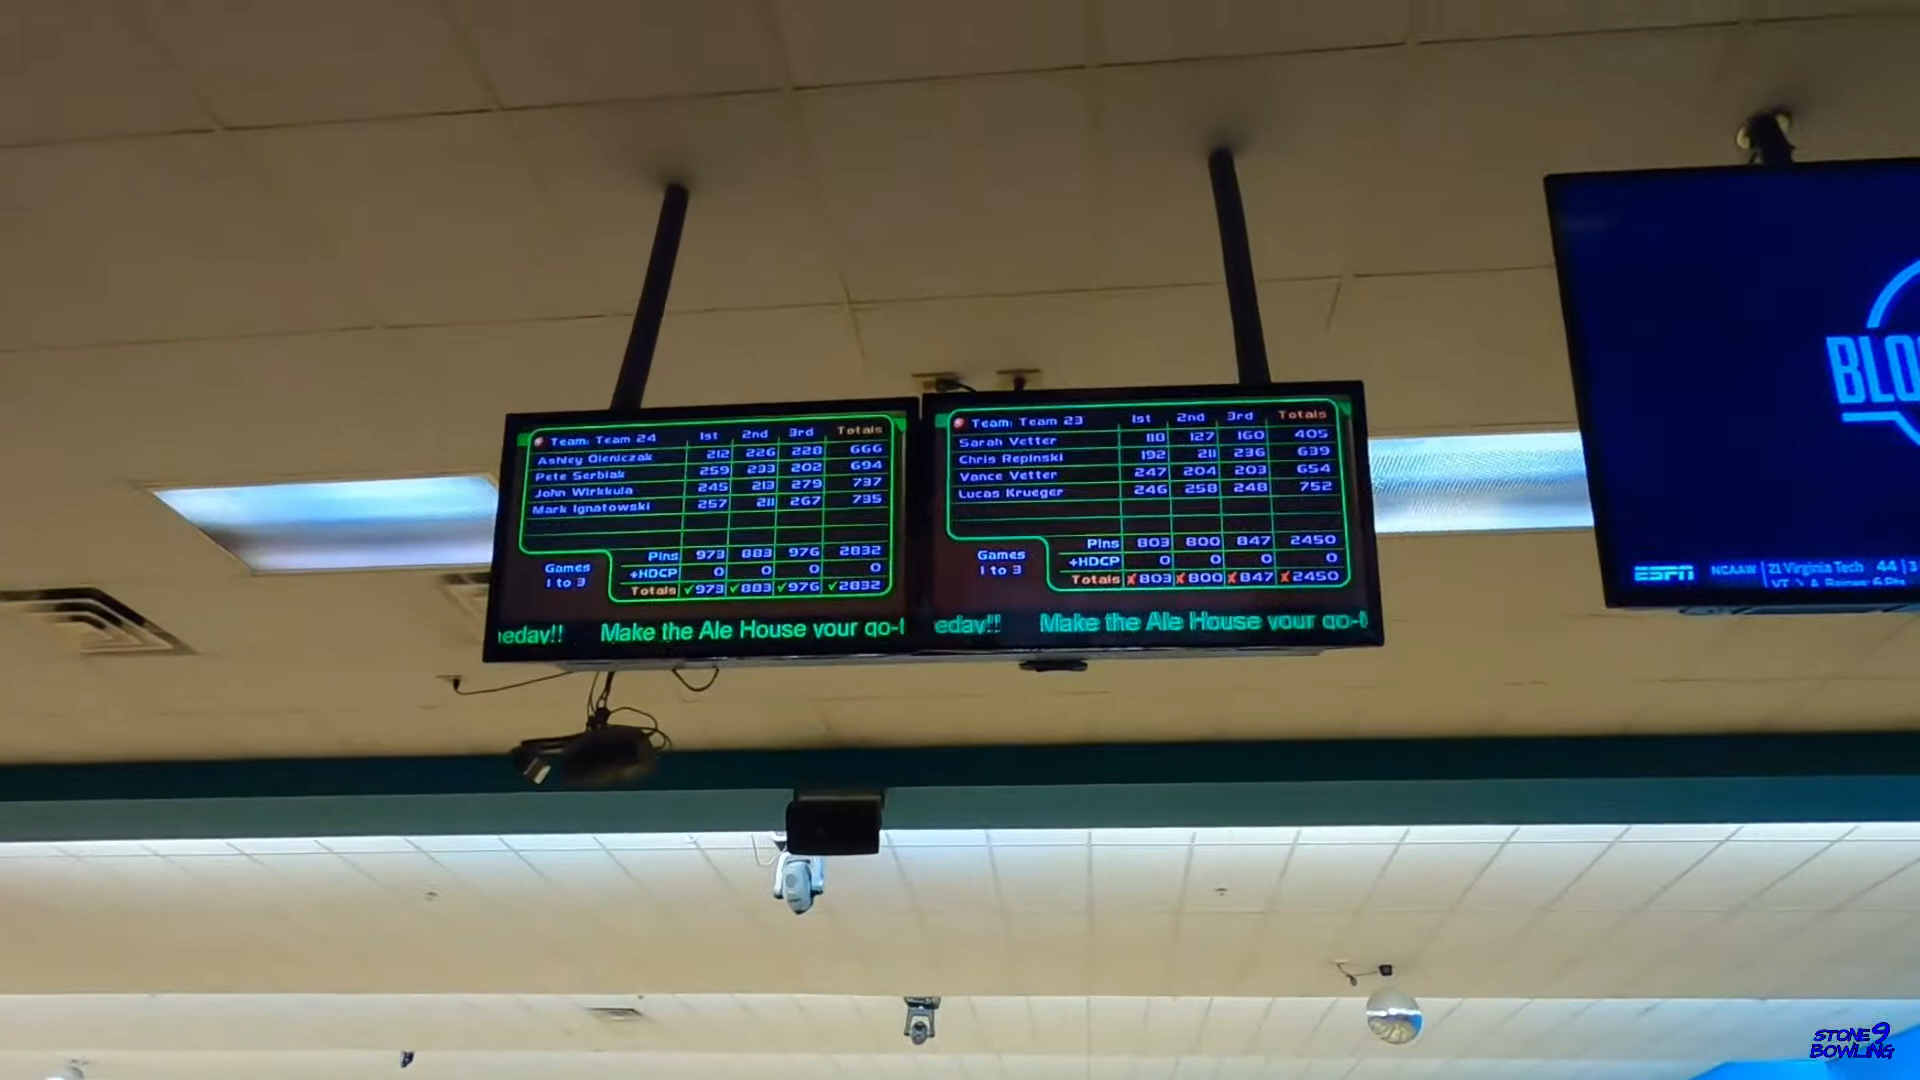 Team: Team 24 1st 2nd 3rd Totals
Ashley Oleniczak 212 226 228 666
Pete Serbiak 259 233 202 694
John Wirkkula 245 213 279 737
Mark Ignatowski 257 211 267 735
Pins 973 883 976 2832
Games 1 to 3
+HDCP 0 0 0 0
Totals ✓973 ✓883 ✓976 ✓2832
eday!! Make the Ale House your go-t
Team: Team 23 1st 2nd 3rd Totals
Sarah Vetter 118 127 160 405
Chris Repinski 192 211 236 639
Vance Vetter 247 204 203 654
Lucas Krueger 246 258 248 752
Pins 803 800 847 2450
Games 1 to 3
+HDCP 0 0 0 0
Totals ✗803 ✗800 ✗847 ✗2450
eday!! Make the Ale House your go-t
BLO
ESPN NCAAW 21 Virginia Tech 44 3
STONE 9
BOWLING